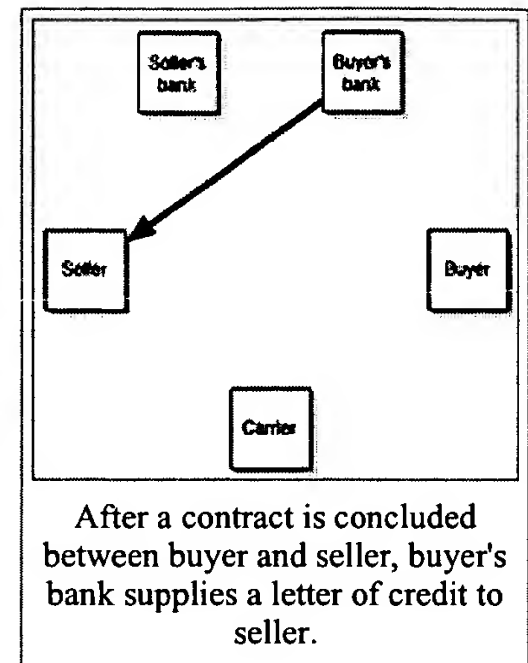 Seller's
bank
Buyer's
bank
Seller
Buyer
Carrier
After a contract is concluded
between buyer and seller, buyer's
bank supplies a letter of credit to
seller.